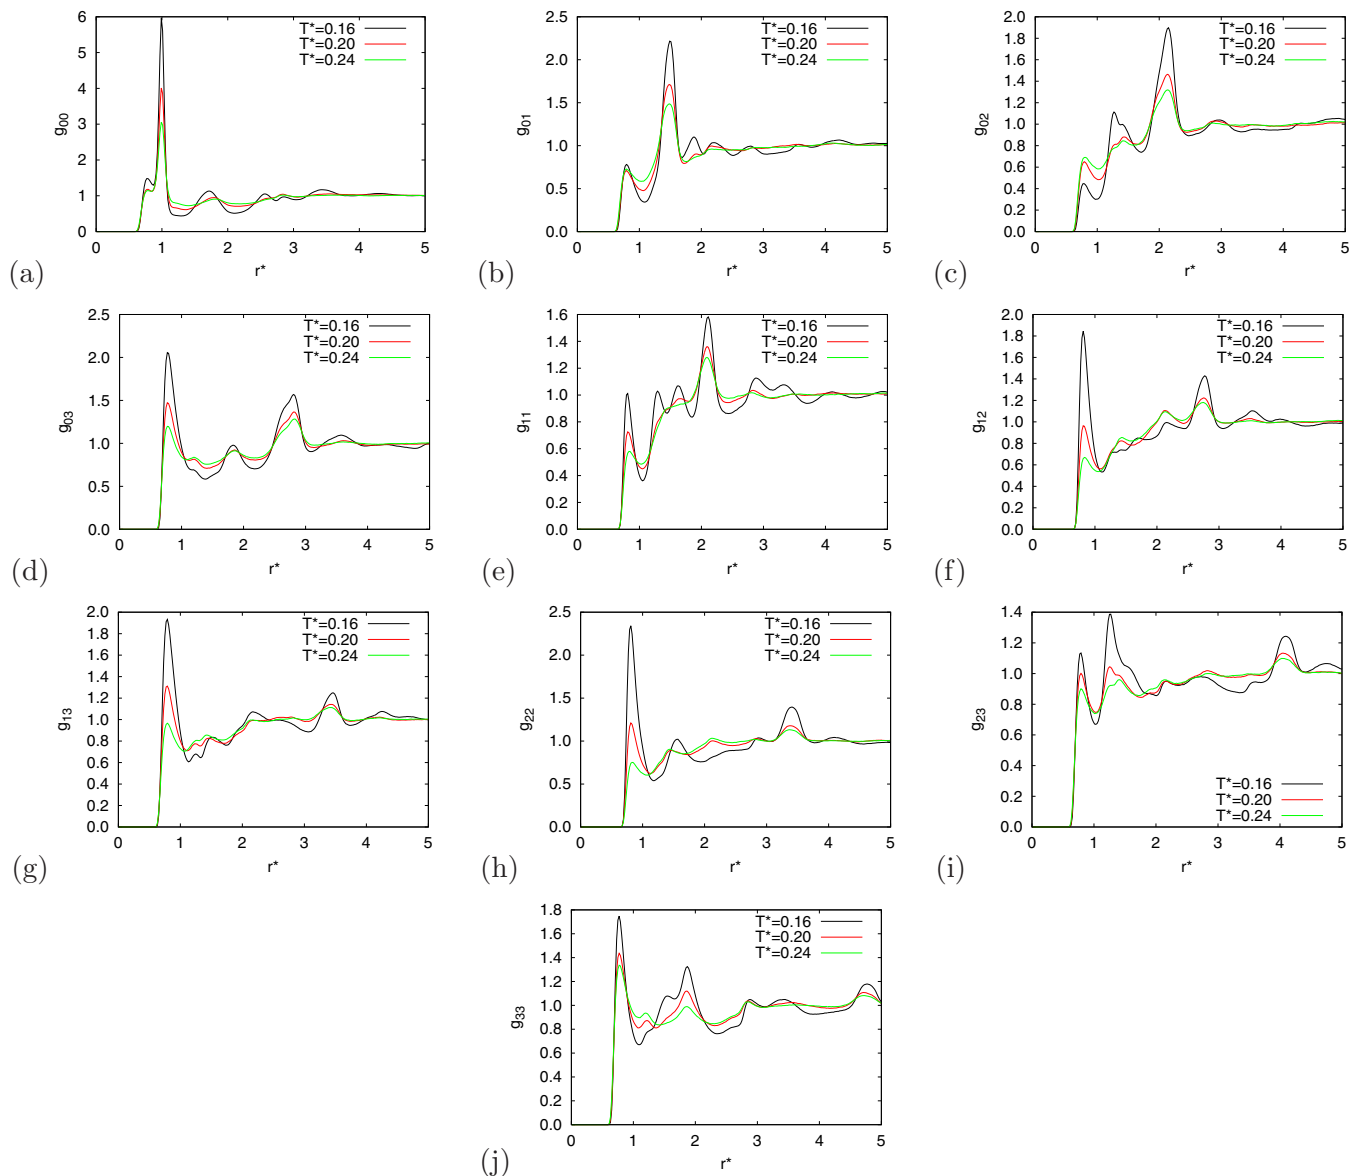 6
5
4
3
2
1
0
g00
0 1 2 3 4 5
r*
T*=0.16
T*=0.20
T*=0.24
(a)
2.5
2.0
1.5
1.0
0.5
0.0
g01
0 1 2 3 4 5
r*
T*=0.16
T*=0.20
T*=0.24
(b)
2.0
1.8
1.6
1.4
1.2
1.0
0.8
0.6
0.4
0.2
0.0
g02
0 1 2 3 4 5
r*
T*=0.16
T*=0.20
T*=0.24
(c)
2.5
2.0
1.5
1.0
0.5
0.0
g03
0 1 2 3 4 5
r*
T*=0.16
T*=0.20
T*=0.24
(d)
1.6
1.4
1.2
1.0
0.8
0.6
0.4
0.2
0.0
g11
0 1 2 3 4 5
r*
T*=0.16
T*=0.20
T*=0.24
(e)
2.0
1.8
1.6
1.4
1.2
1.0
0.8
0.6
0.4
0.2
0.0
g12
0 1 2 3 4 5
r*
T*=0.16
T*=0.20
T*=0.24
(f)
2.0
1.8
1.6
1.4
1.2
1.0
0.8
0.6
0.4
0.2
0.0
g13
0 1 2 3 4 5
r*
T*=0.16
T*=0.20
T*=0.24
(g)
2.5
2.0
1.5
1.0
0.5
0.0
g22
0 1 2 3 4 5
r*
T*=0.16
T*=0.20
T*=0.24
(h)
1.4
1.2
1.0
0.8
0.6
0.4
0.2
0.0
g23
0 1 2 3 4 5
r*
T*=0.16
T*=0.20
T*=0.24
(i)
1.8
1.6
1.4
1.2
1.0
0.8
0.6
0.4
0.2
0.0
g33
0 1 2 3 4 5
r*
T*=0.16
T*=0.20
T*=0.24
(j)